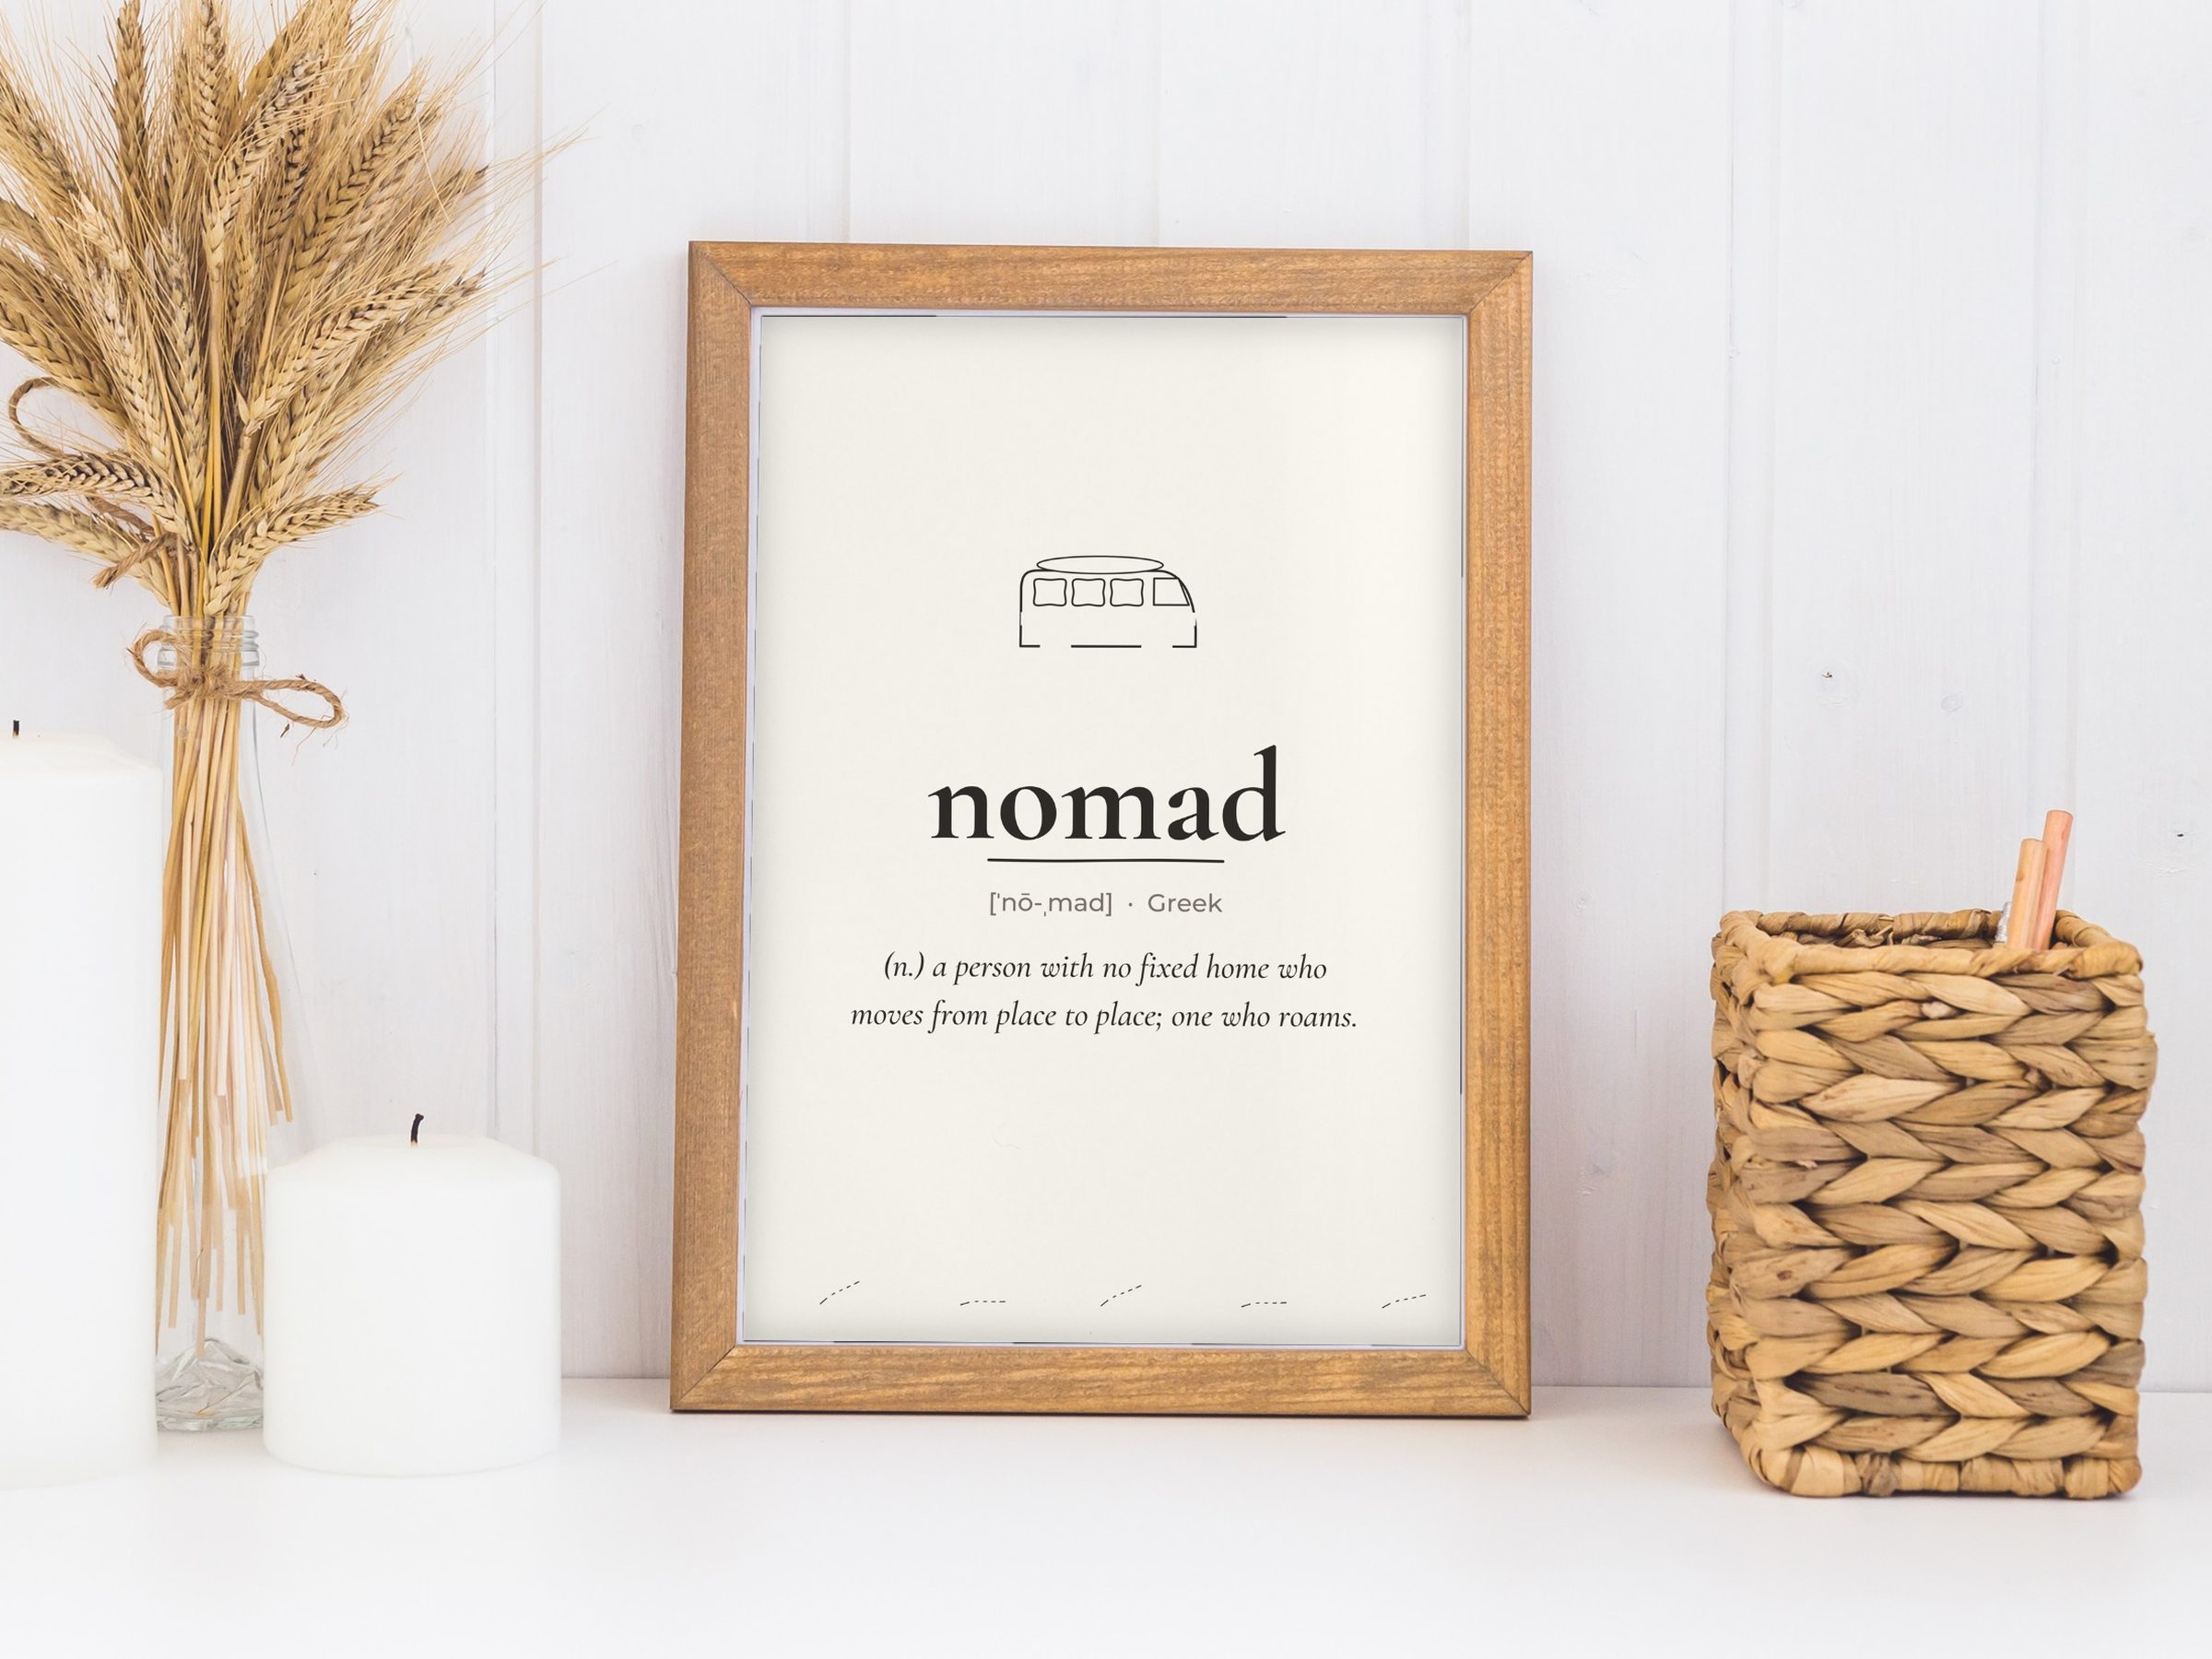 nomad
[ˈnō-ˌmad] · Greek
(n.) a person with no fixed home who
moves from place to place; one who roams.